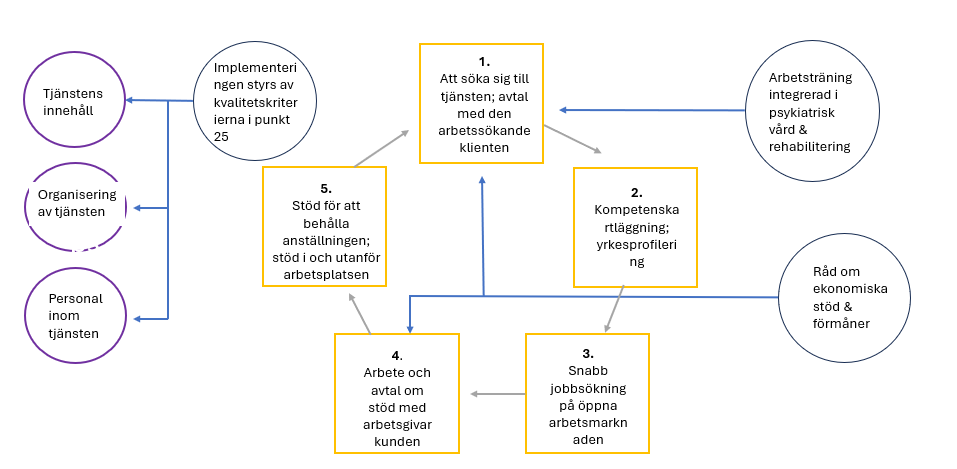 Tjänstens
innehåll
Organisering
av tjänsten
Personal
inom
tjänsten
Implementeri
ngen styrs av
kvalitetskriter
ierna i punkt
25
1.
Att söka sig till
tjänsten; avtal
med den
arbetssökande
klienten
2.
Kompetenska
rtläggning;
yrkesprofileri
ng
3.
Snabb
jobbsökning
på öppna
arbetsmarkn
aden
4.
Arbete och
avtal om
stöd med
arbetsgivar
kunden
5.
Stöd för att
behålla
anställningen;
stöd i och utanför
arbetsplatsen
Arbetsträning
integrerad i
psykiatrisk
vård &
rehabilitering
Råd om
ekonomiska
stöd &
förmåner